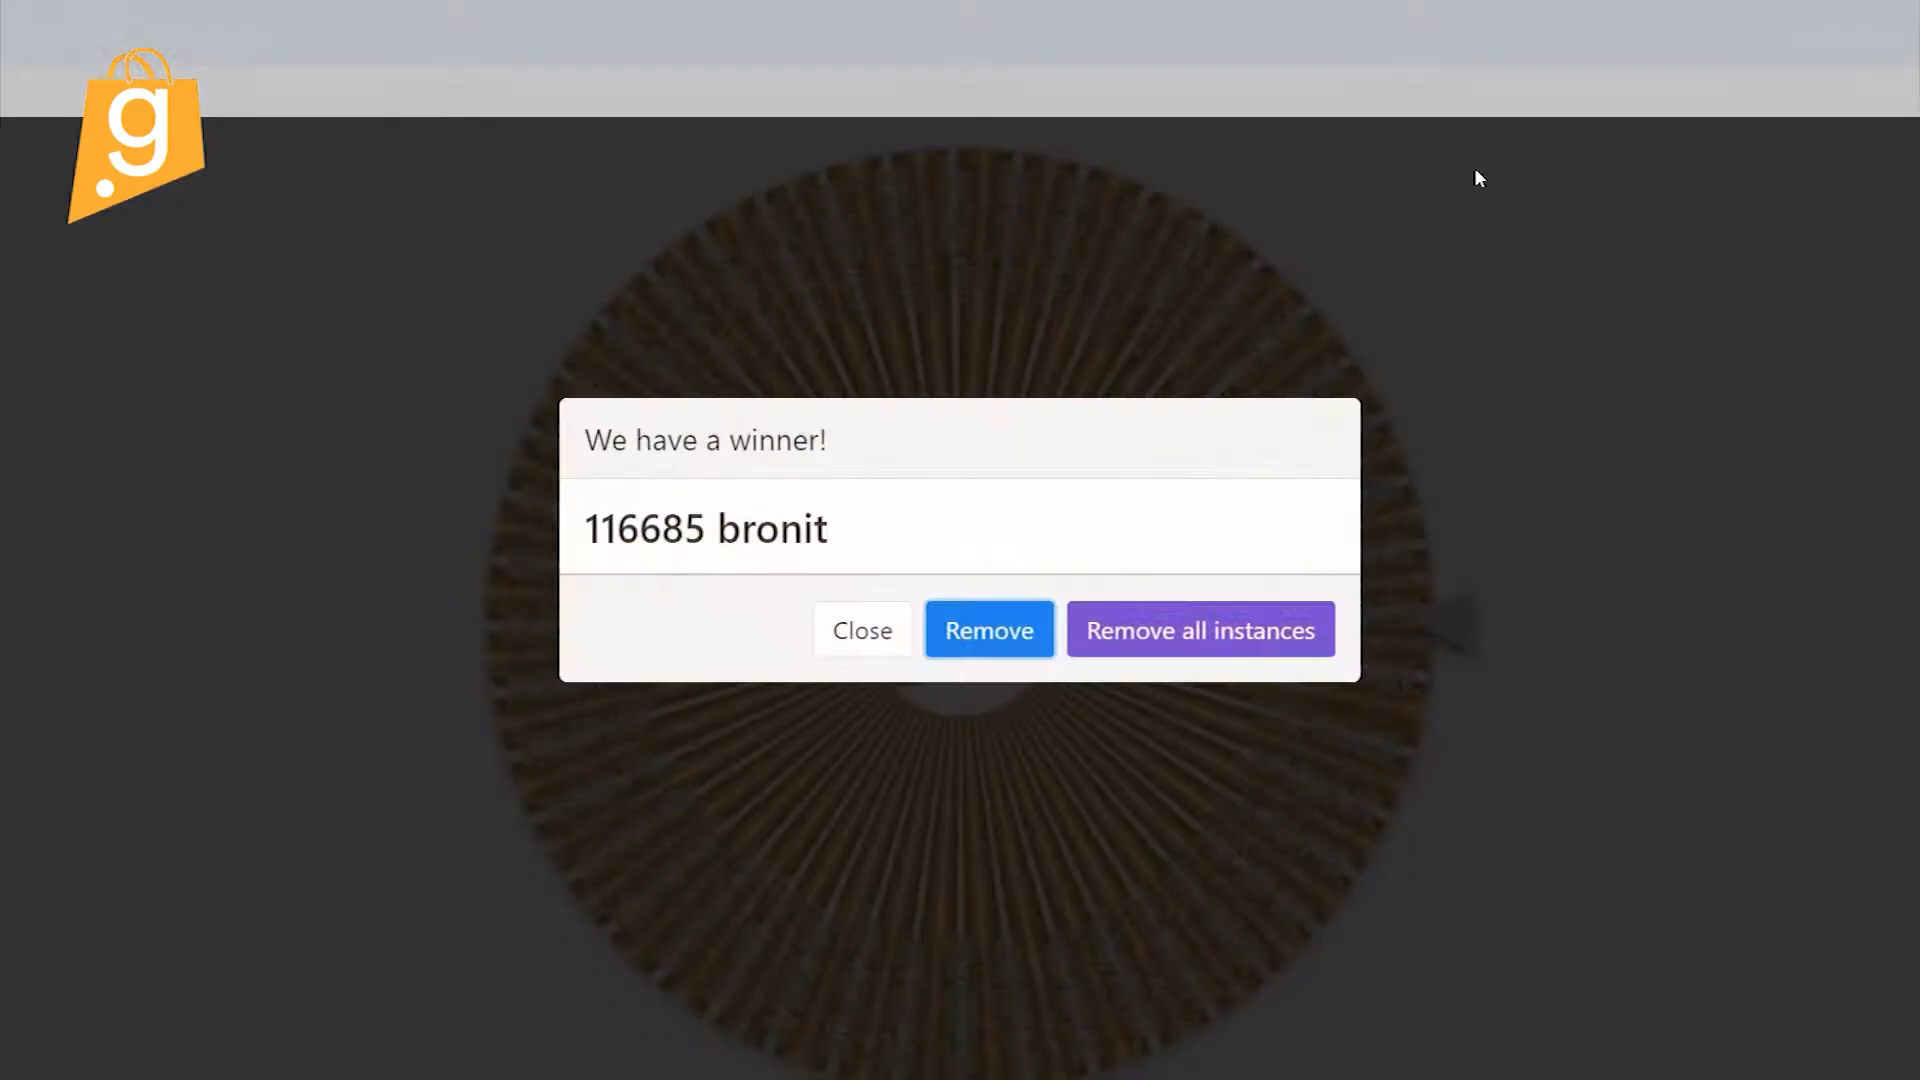 .g
We have a winner!
116685 bronit
Close Remove Remove all instances